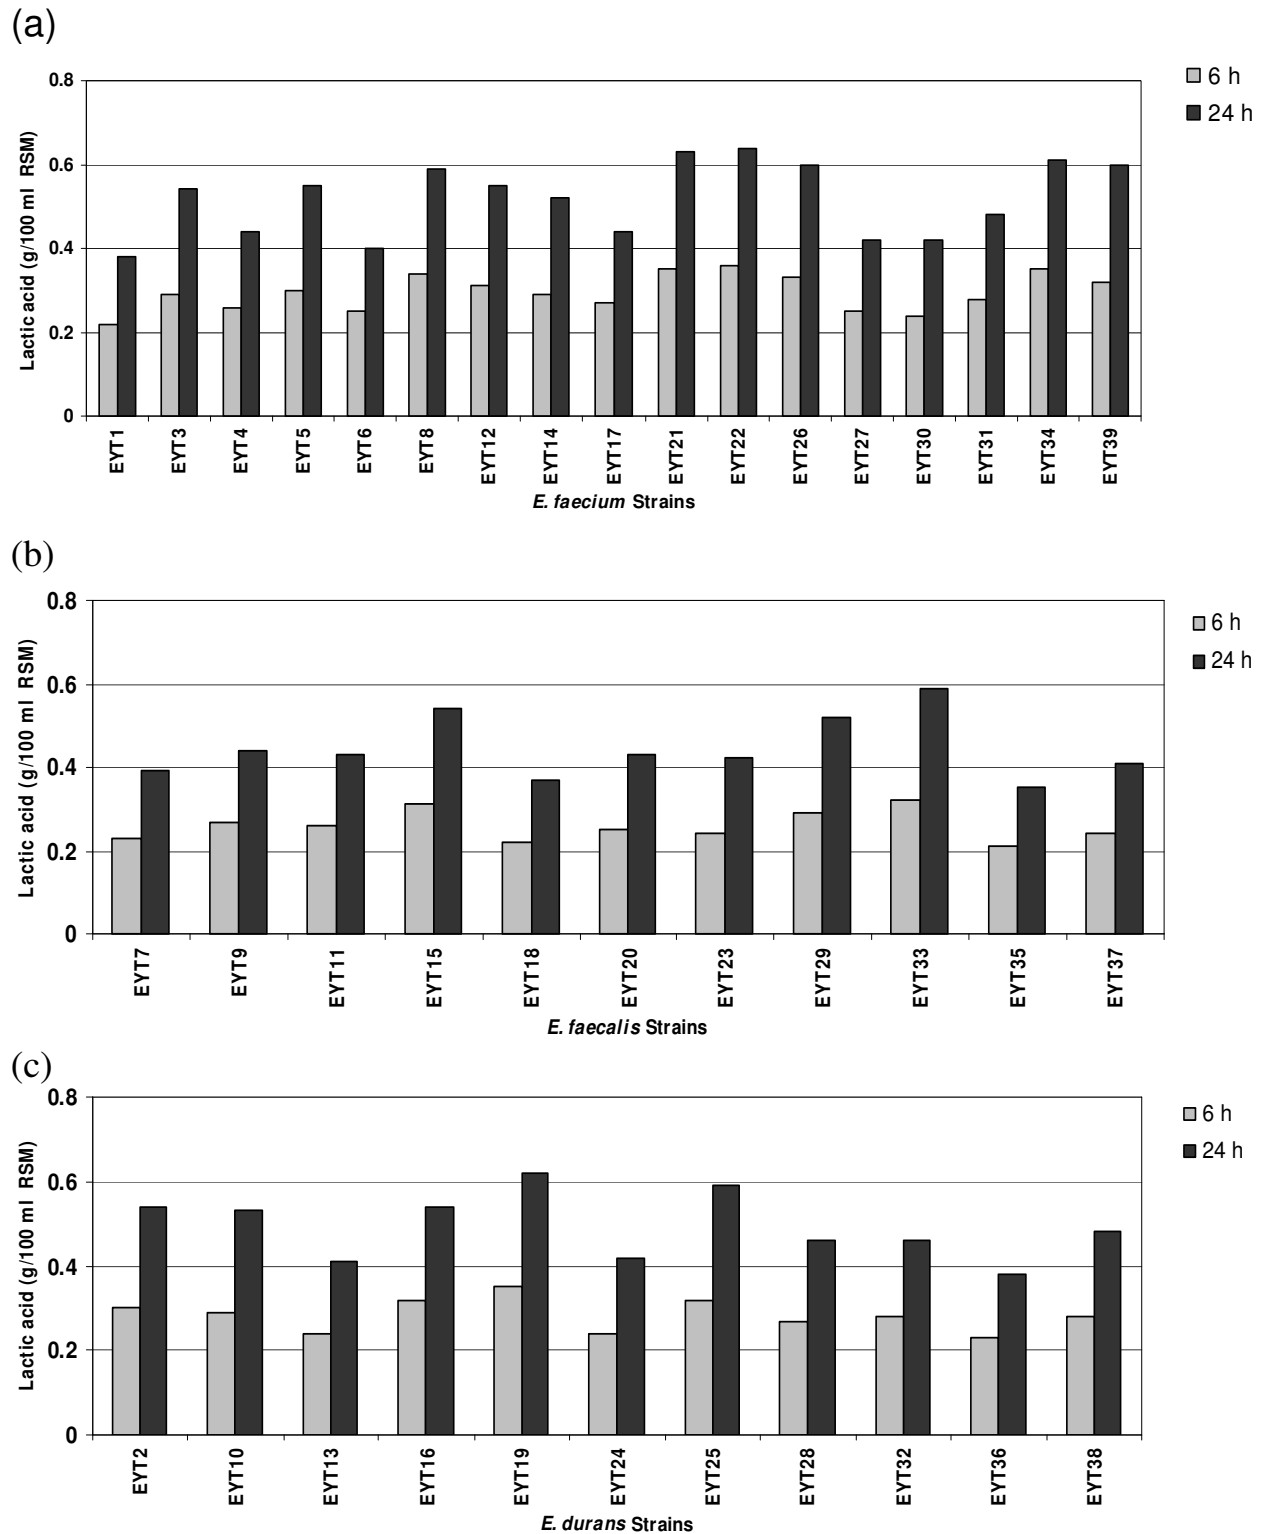 (a)
6 h
24 h
Lactic acid (g/100 ml RSM)
0.8
0.6
0.4
0.2
0
EYT1 EYT3 EYT4 EYT5 EYT6 EYT8 EYT12 EYT14 EYT17 EYT21 EYT22 EYT26 EYT27 EYT30 EYT31 EYT34 EYT39
E. faecium Strains
(b)
6 h
24 h
Lactic acid (g/100 ml RSM)
0.8
0.6
0.4
0.2
0
EYT7 EYT9 EYT11 EYT15 EYT18 EYT20 EYT23 EYT29 EYT33 EYT35 EYT37
E. faecalis Strains
(c)
6 h
24 h
Lactic acid (g/100 ml RSM)
0.8
0.6
0.4
0.2
0
EYT2 EYT10 EYT13 EYT16 EYT19 EYT24 EYT25 EYT28 EYT32 EYT36 EYT38
E. durans Strains